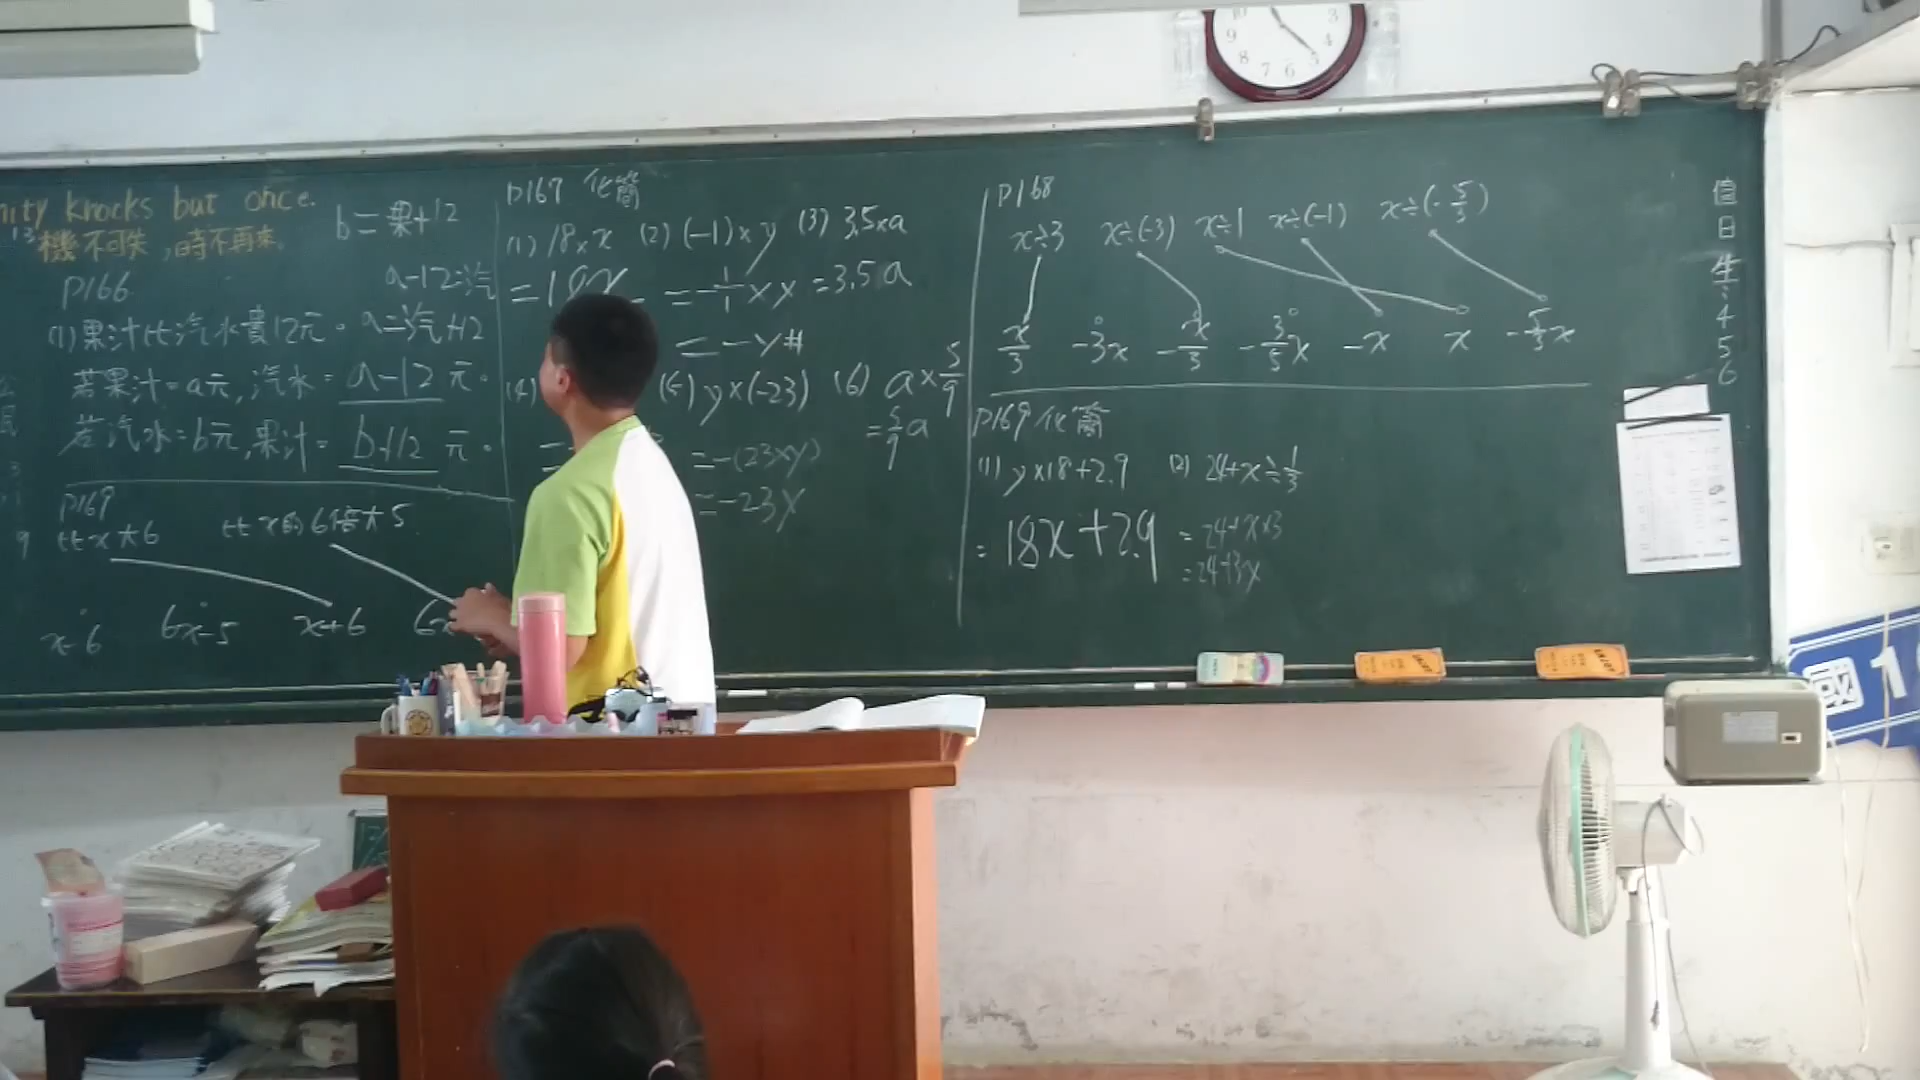 nity knocks but once.
機不可失,時不再來.
b=果+12
P166
a-12=汽
a=汽+12
(1)果汁比汽水貴12元。
若果汁=a元,汽水=a-12元。
若汽水=b元,果汁=b+12元。
P169
比x大6 比x的6倍大5
x-6 6x-5 x+6 6x
P167 化簡
(1) 18×x (2) (-1)×y (3) 3.5×a
=3.5a
=-y#
(5) y×(-23) (6) a×5/9
=-(23×y) =5/9a
=-23y
P168
x÷3 x÷(-3) x÷1 x÷(-1) x÷(-5/3)
x/3 -3x -x/3 -3/5x -x x -5/3x
P169 化簡
(1) y×18+2.9 (2) 24+x÷1/3
=18x+2.9 =24+x×3
=24+3x
值日生:456
國1